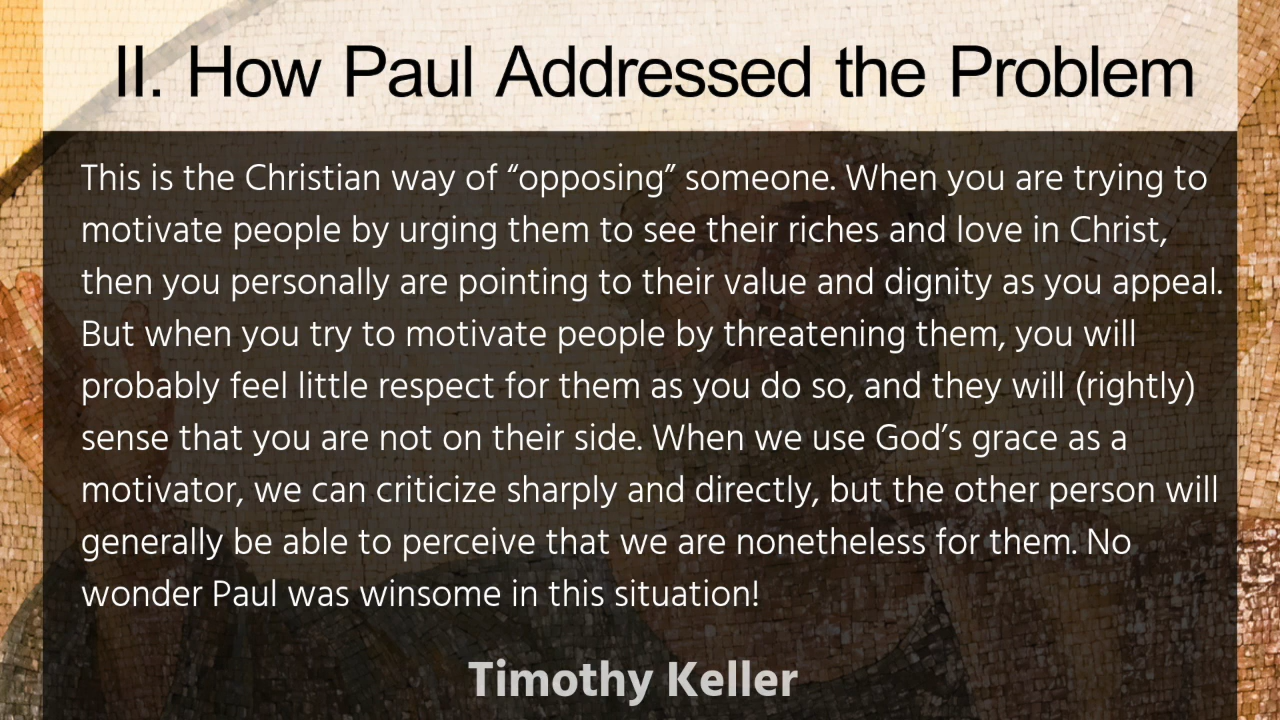 II. How Paul Addressed the Problem
This is the Christian way of “opposing” someone. When you are trying to
motivate people by urging them to see their riches and love in Christ,
then you personally are pointing to their value and dignity as you appeal.
But when you try to motivate people by threatening them, you will
probably feel little respect for them as you do so, and they will (rightly)
sense that you are not on their side. When we use God’s grace as a
motivator, we can criticize sharply and directly, but the other person will
generally be able to perceive that we are nonetheless for them. No
wonder Paul was winsome in this situation!
Timothy Keller